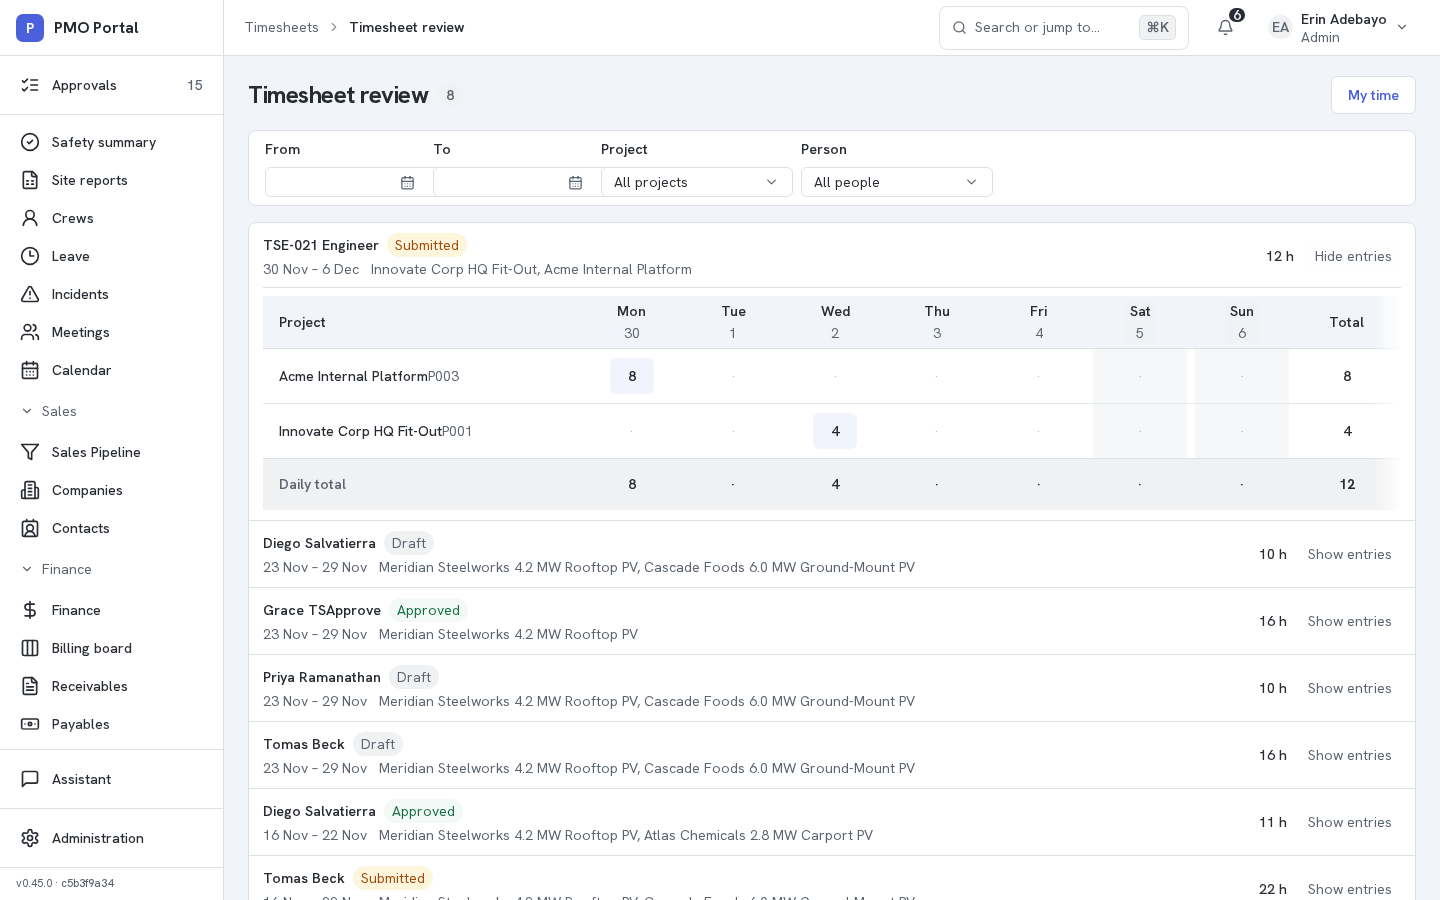 P PMO Portal
Timesheets > Timesheet review
Search or jump to... ⌘K
6
EA
Erin Adebayo
Admin
Approvals 15
Safety summary
Site reports
Crews
Leave
Incidents
Meetings
Calendar
Sales
Sales Pipeline
Companies
Contacts
Finance
Finance
Billing board
Receivables
Payables
Assistant
Administration
v0.45.0 · c5b3f9a34
Timesheet review 8
My time
From To Project Person
All projects All people
TSE-021 Engineer Submitted
30 Nov – 6 Dec Innovate Corp HQ Fit-Out, Acme Internal Platform
12 h Hide entries
Project Mon 30 Tue 1 Wed 2 Thu 3 Fri 4 Sat 5 Sun 6 Total
Acme Internal PlatformP003 8 · · · · · · 8
Innovate Corp HQ Fit-OutP001 · · 4 · · · · 4
Daily total 8 · 4 · · · · 12
Diego Salvatierra Draft
23 Nov – 29 Nov Meridian Steelworks 4.2 MW Rooftop PV, Cascade Foods 6.0 MW Ground-Mount PV
10 h Show entries
Grace TSApprove Approved
23 Nov – 29 Nov Meridian Steelworks 4.2 MW Rooftop PV
16 h Show entries
Priya Ramanathan Draft
23 Nov – 29 Nov Meridian Steelworks 4.2 MW Rooftop PV, Cascade Foods 6.0 MW Ground-Mount PV
10 h Show entries
Tomas Beck Draft
23 Nov – 29 Nov Meridian Steelworks 4.2 MW Rooftop PV, Cascade Foods 6.0 MW Ground-Mount PV
16 h Show entries
Diego Salvatierra Approved
16 Nov – 22 Nov Meridian Steelworks 4.2 MW Rooftop PV, Atlas Chemicals 2.8 MW Carport PV
11 h Show entries
Tomas Beck Submitted
22 h Show entries